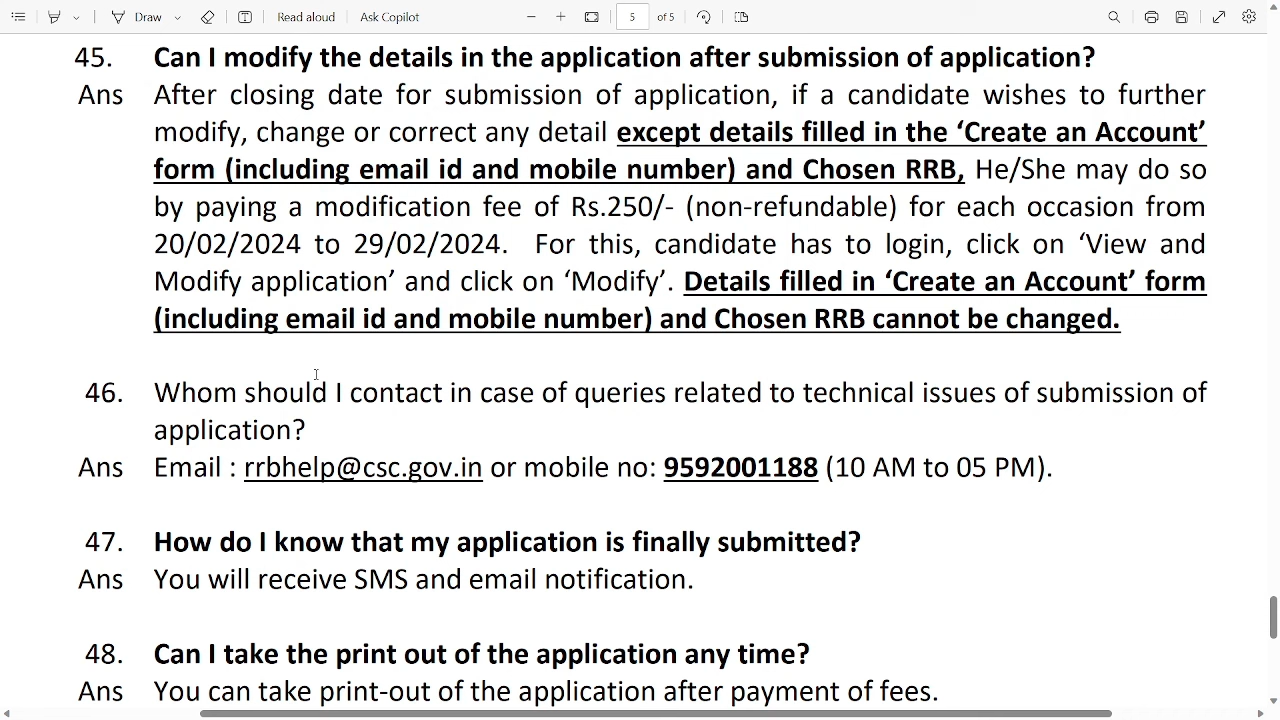 Draw
Read aloud
Ask Copilot
5 of 5
45. Can I modify the details in the application after submission of application?
Ans After closing date for submission of application, if a candidate wishes to further
modify, change or correct any detail except details filled in the ‘Create an Account’
form (including email id and mobile number) and Chosen RRB, He/She may do so
by paying a modification fee of Rs.250/- (non-refundable) for each occasion from
20/02/2024 to 29/02/2024. For this, candidate has to login, click on ‘View and
Modify application’ and click on ‘Modify’. Details filled in ‘Create an Account’ form
(including email id and mobile number) and Chosen RRB cannot be changed.
46. Whom should I contact in case of queries related to technical issues of submission of
application?
Ans Email : rrbhelp@csc.gov.in or mobile no: 9592001188 (10 AM to 05 PM).
47. How do I know that my application is finally submitted?
Ans You will receive SMS and email notification.
48. Can I take the print out of the application any time?
Ans You can take print-out of the application after payment of fees.